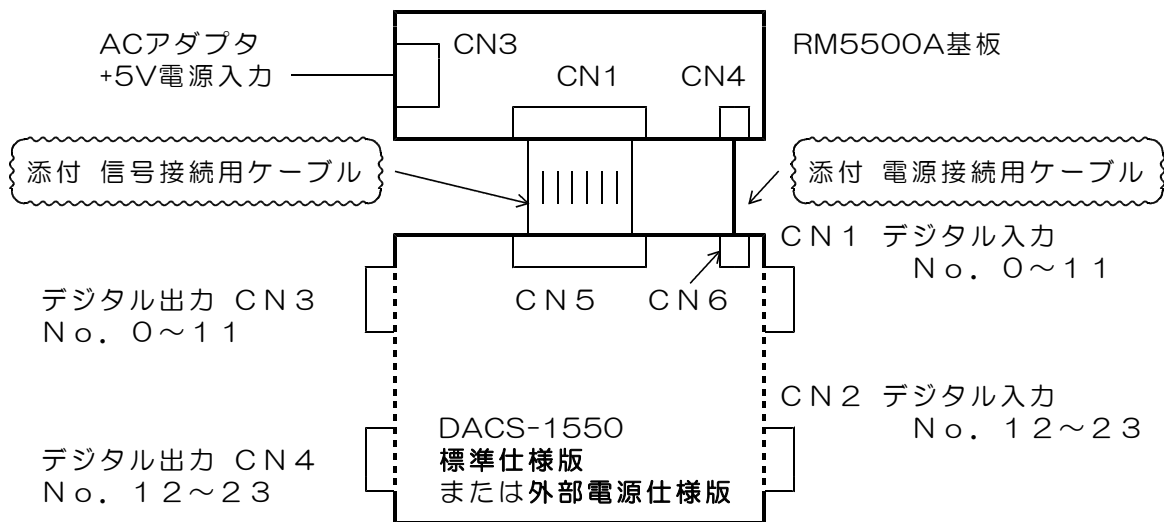 ACアダプタ
+5V電源入力
CN3
CN1
CN4
RM5500A基板
添付 信号接続用ケーブル
添付 電源接続用ケーブル
CN1 デジタル入力
No. 0~11
デジタル出力 CN3
No. 0~11
CN5
CN6
CN2 デジタル入力
No. 12~23
デジタル出力 CN4
No. 12~23
DACS-1550
標準仕様版
または外部電源仕様版